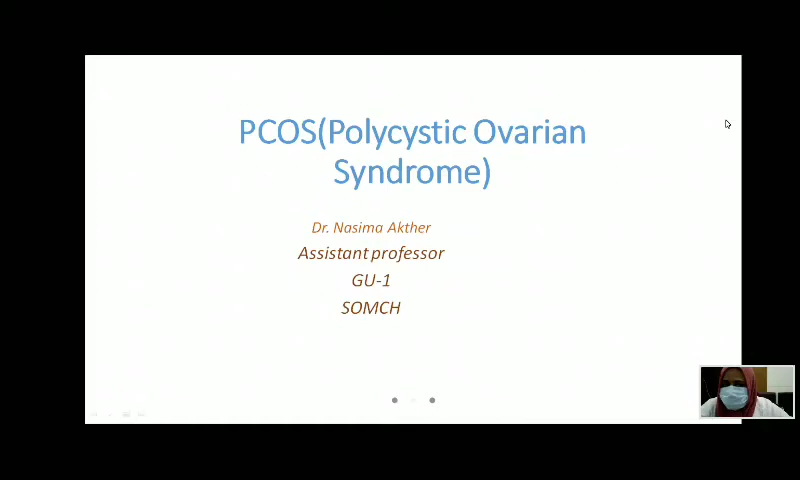 PCOS(Polycystic Ovarian
Syndrome)
Dr. Nasima Akther
Assistant professor
GU-1
SOMCH